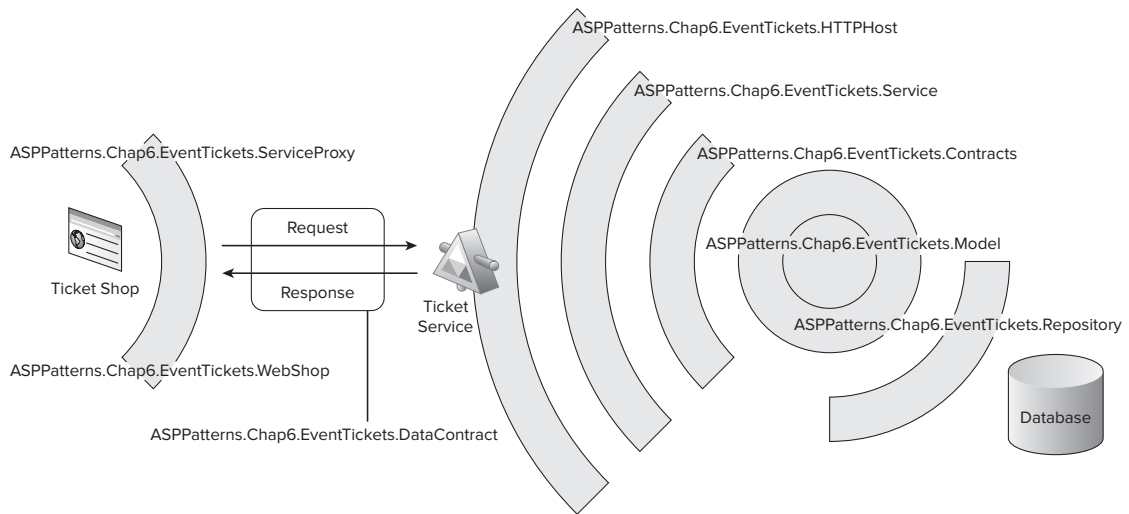 ASPPatterns.Chap6.EventTickets.HTTPHost
ASPPatterns.Chap6.EventTickets.Service
ASPPatterns.Chap6.EventTickets.ServiceProxy
ASPPatterns.Chap6.EventTickets.Contracts
Request
ASPPatterns.Chap6.EventTickets.Model
Ticket Shop
Response
Ticket
Service
ASPPatterns.Chap6.EventTickets.Repository
ASPPatterns.Chap6.EventTickets.WebShop
Database
ASPPatterns.Chap6.EventTickets.DataContract